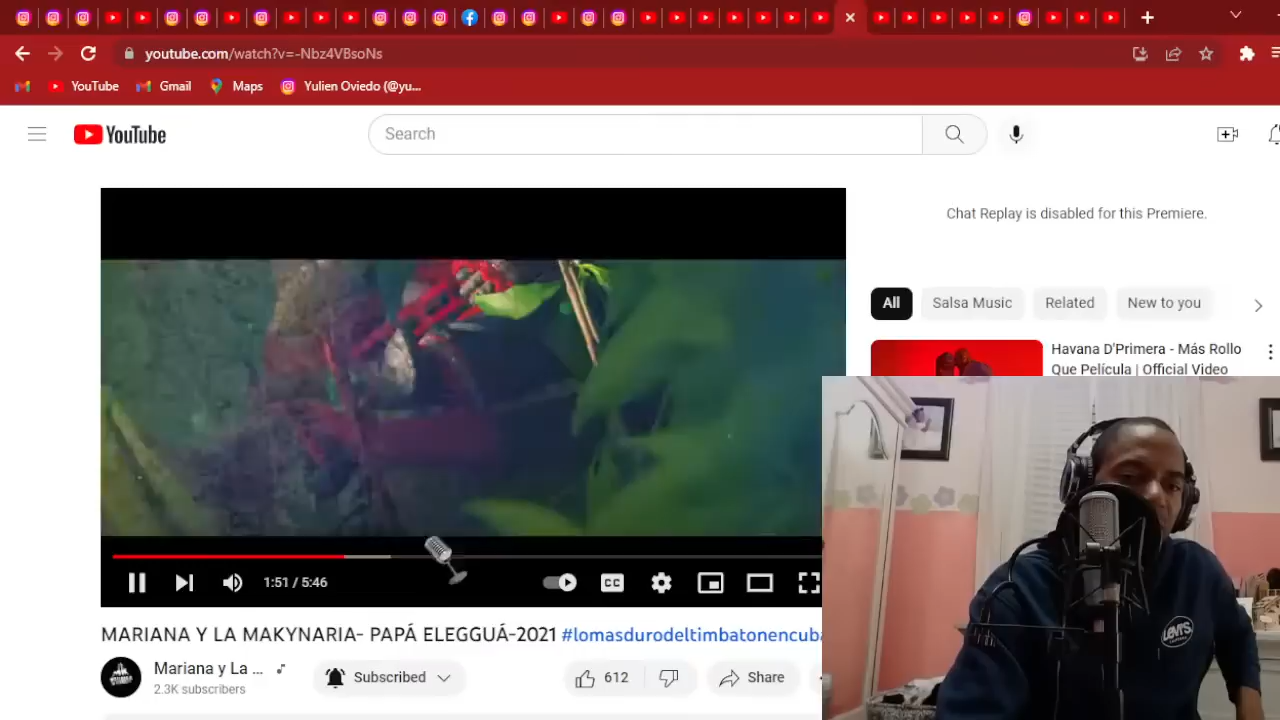 youtube.com/watch?v=-Nbz4VBsoNs
YouTube
Gmail
Maps
Yulien Oviedo (@yu...
YouTube
Search
Chat Replay is disabled for this Premiere.
All
Salsa Music
Related
New to you
Havana D'Primera - Más Rollo
Que Película | Official Video
1:51 / 5:46
CC
MARIANA Y LA MAKYNARIA- PAPÁ ELEGGUÁ-2021 #lomasdurodeltimbatonencuba
Mariana y La ...
2.3K subscribers
Subscribed
612
Share
LEVI'S